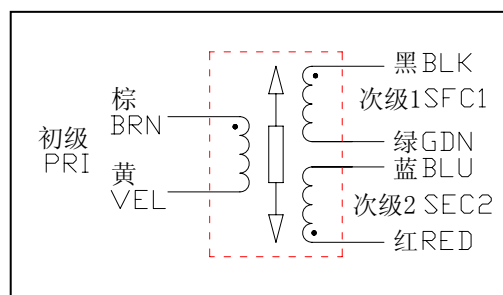 黑BLK
次级1SFC1
棕
BRN
初级
PRI
绿GDN
蓝BLU
黄
VEL
次级2 SEC2
红RED